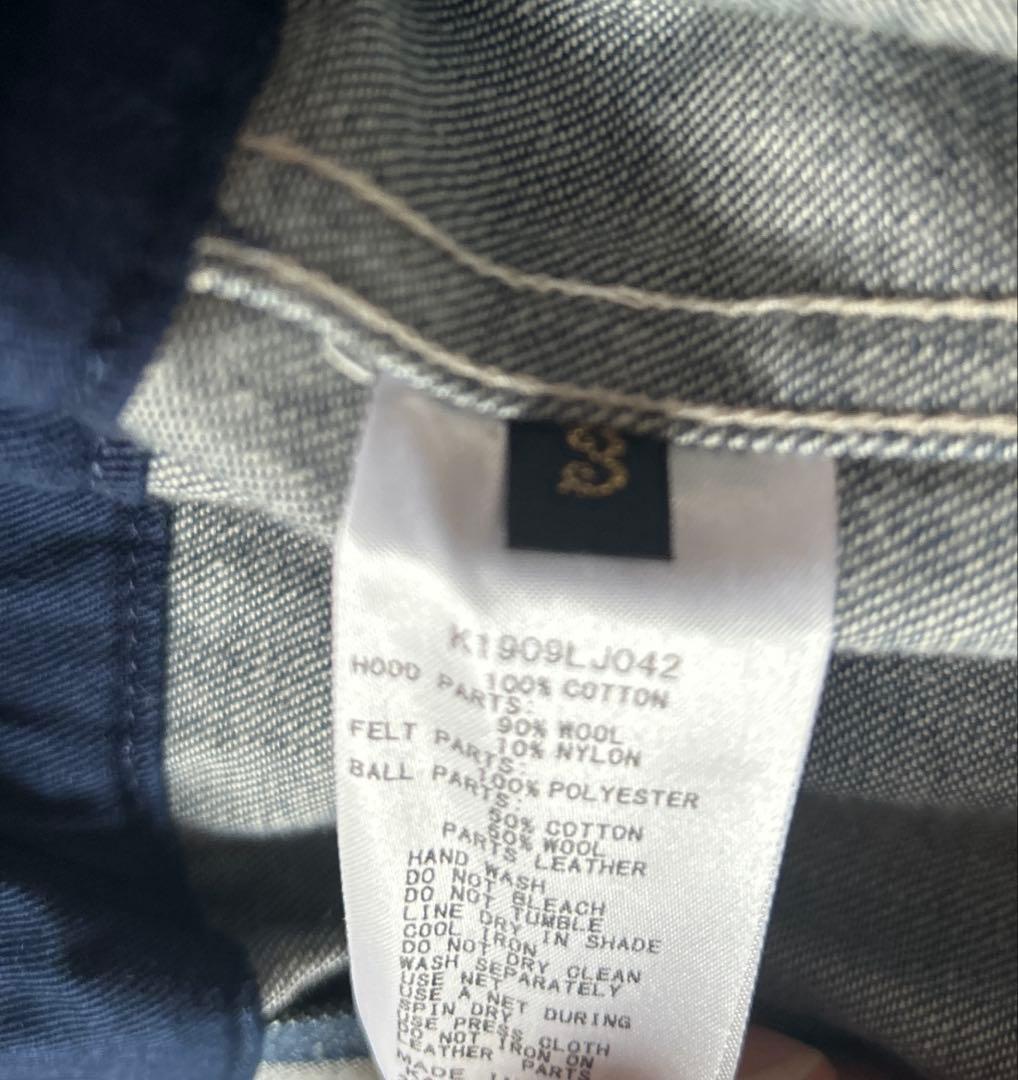 S
K1909LJ042
100% COTTON
HOOD PARTS:
90% WOOL
10% NYLON
FELT PARTS:
100% POLYESTER
BALL PARTS:
50% COTTON
50% WOOL
PARTS LEATHER
HAND WASH
DO NOT BLEACH
DO NOT TUMBLE
LINE DRY IN SHADE
COOL IRON
DO NOT DRY CLEAN
WASH SEPARATELY
USE NET
USE A NET DURING
SPIN DRY
USE PRESS CLOTH
DO NOT IRON ON
LEATHER PARTS
MADE